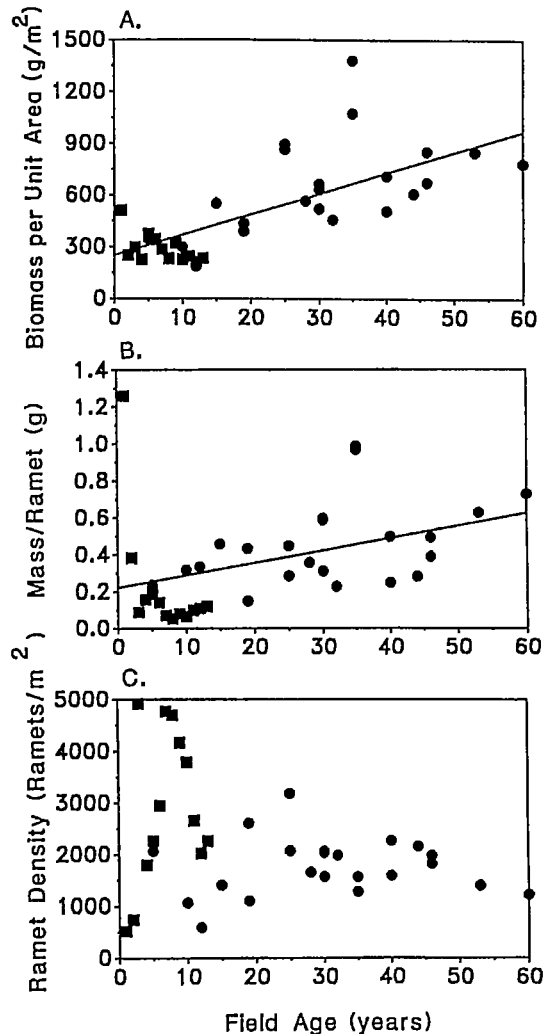 A.
Biomass per Unit Area (g/m²)
1500
1200
900
600
300
0
0 10 20 30 40 50 60
B.
Mass/Ramet (g)
1.4
1.2
1.0
0.8
0.6
0.4
0.2
0.0
0 10 20 30 40 50 60
C.
Ramet Density (Ramets/m²)
5000
4000
3000
2000
1000
0
0 10 20 30 40 50 60
Field Age (years)